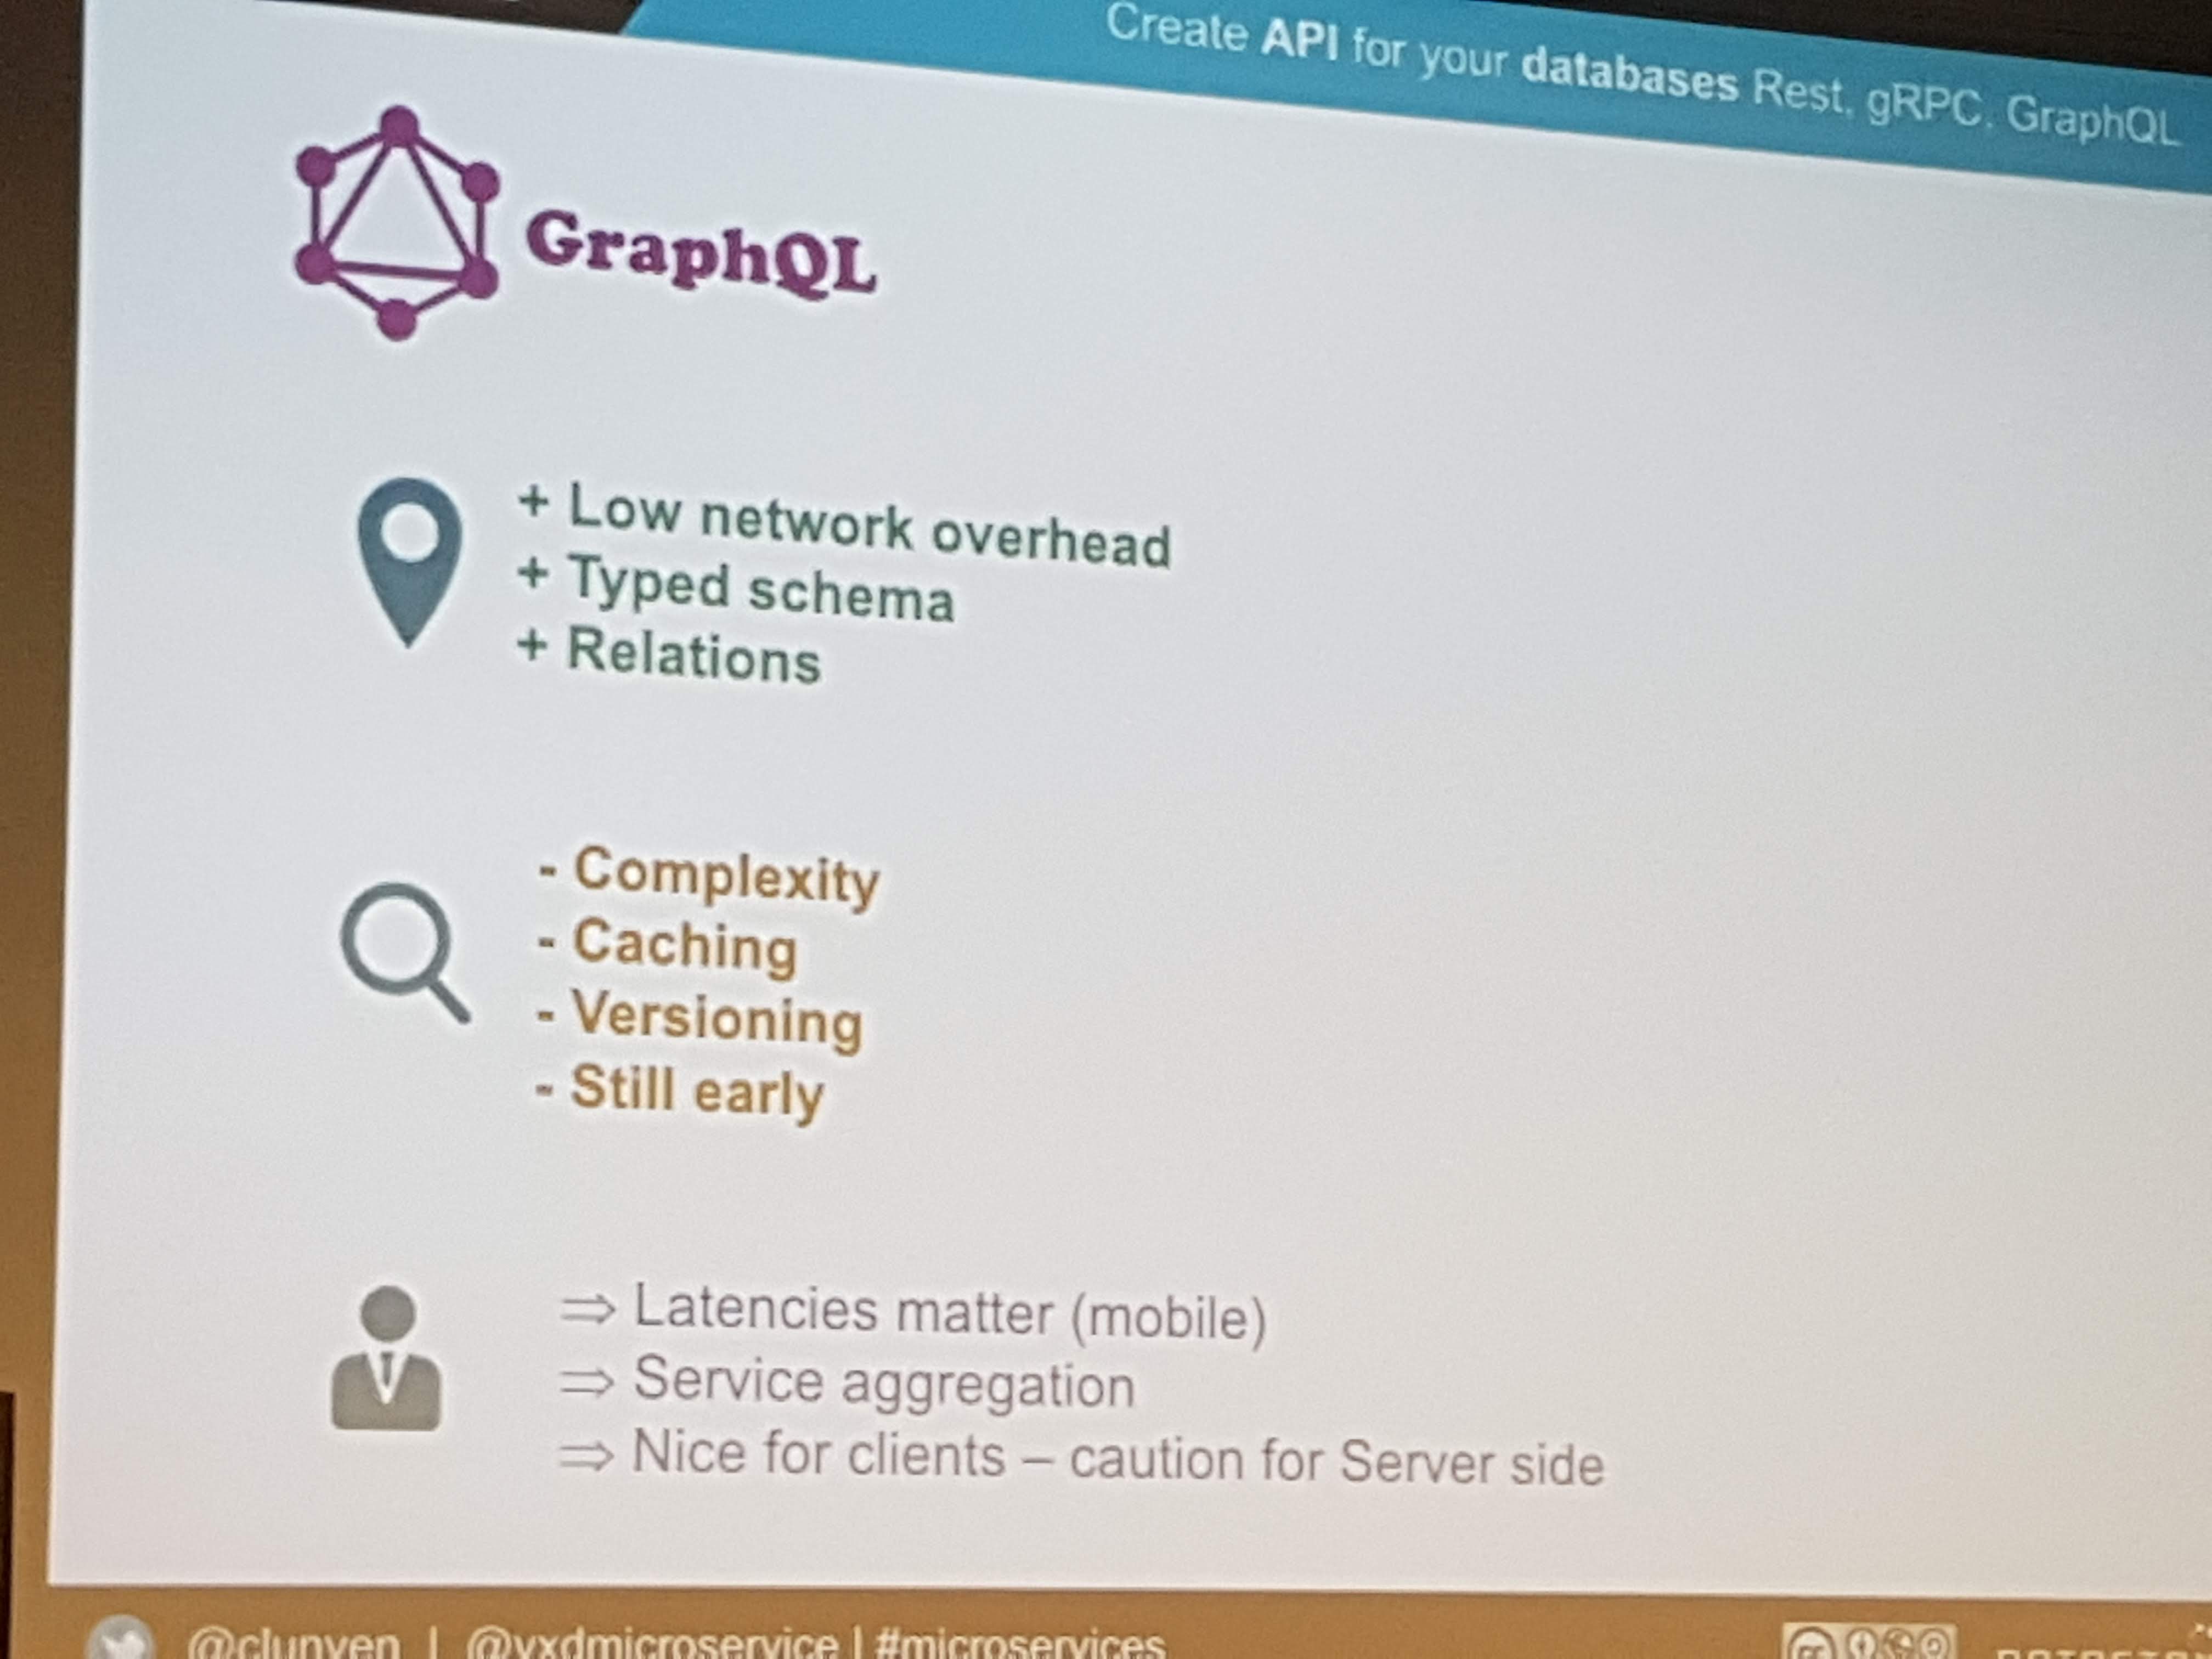 Create API for your databases Rest, gRPC, GraphQL
GraphQL
+ Low network overhead
+ Typed schema
+ Relations
- Complexity
- Caching
- Versioning
- Still early
⇒ Latencies matter (mobile)
⇒ Service aggregation
⇒ Nice for clients – caution for Server side
@clunven | @vxdmicroservice | #microservices
cc